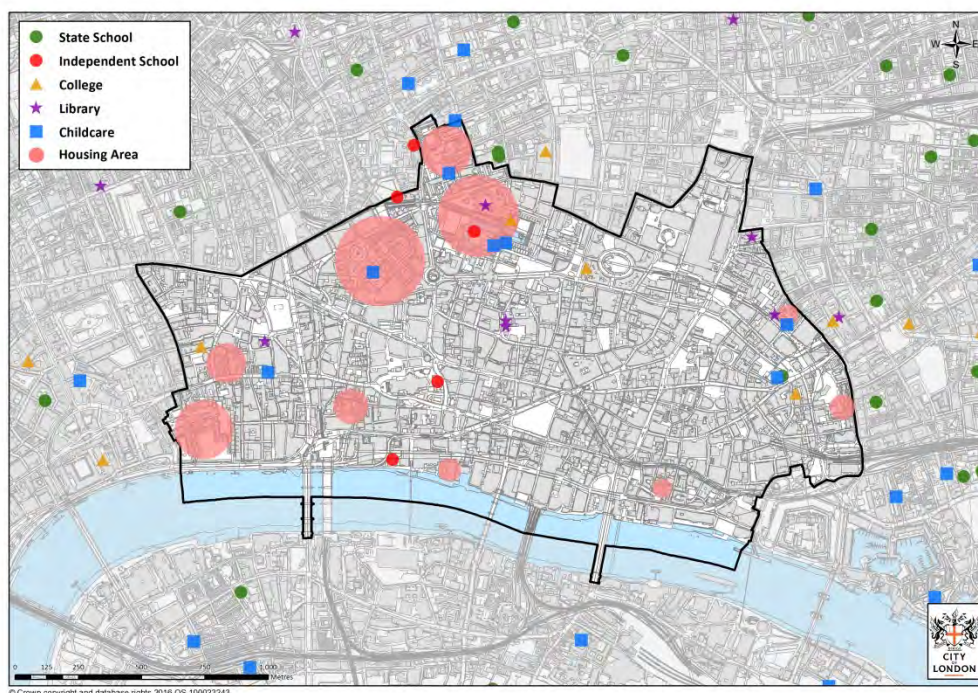 State School
Independent School
College
Library
Childcare
Housing Area
N
W E
S
0 125 250 500 750 1,000
Metres
CITY
OF
LONDON
© Crown copyright and database rights 2016 OS 100023243